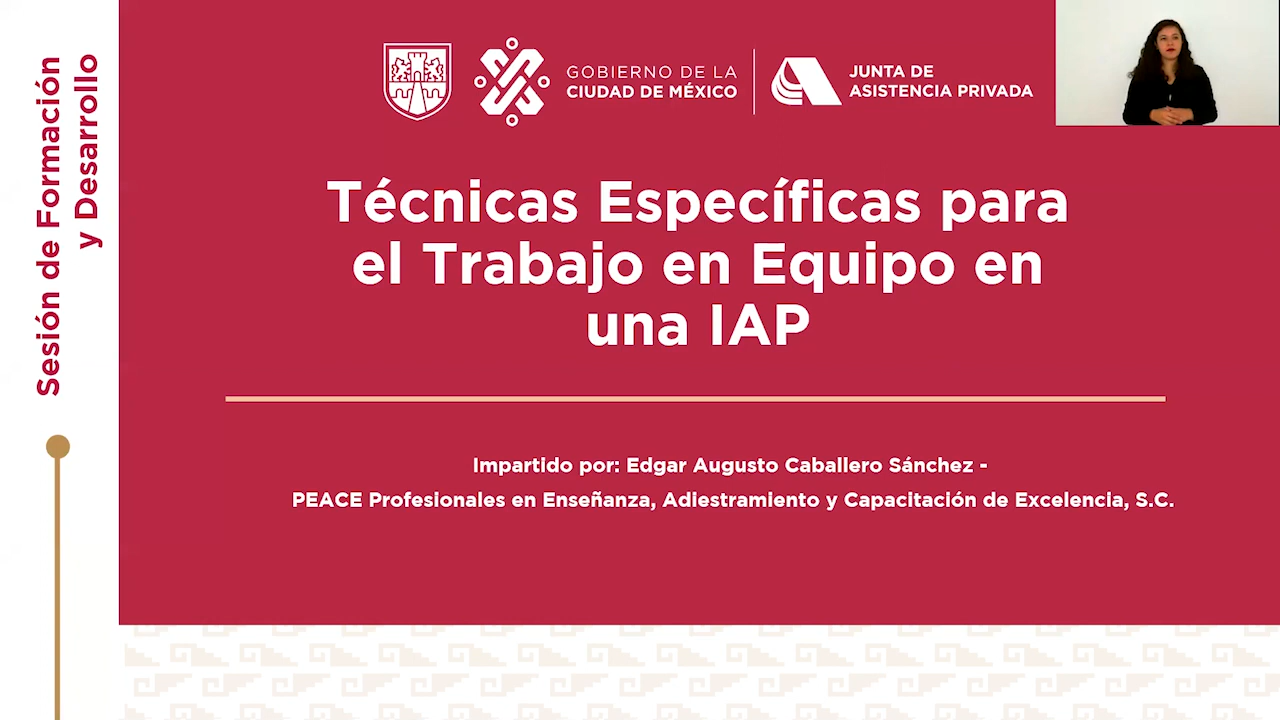 Sesión de Formación
y Desarrollo
GOBIERNO DE LA
CIUDAD DE MÉXICO
JUNTA DE
ASISTENCIA PRIVADA
Técnicas Específicas para
el Trabajo en Equipo en
una IAP
Impartido por: Edgar Augusto Caballero Sánchez -
PEACE Profesionales en Enseñanza, Adiestramiento y Capacitación de Excelencia, S.C.